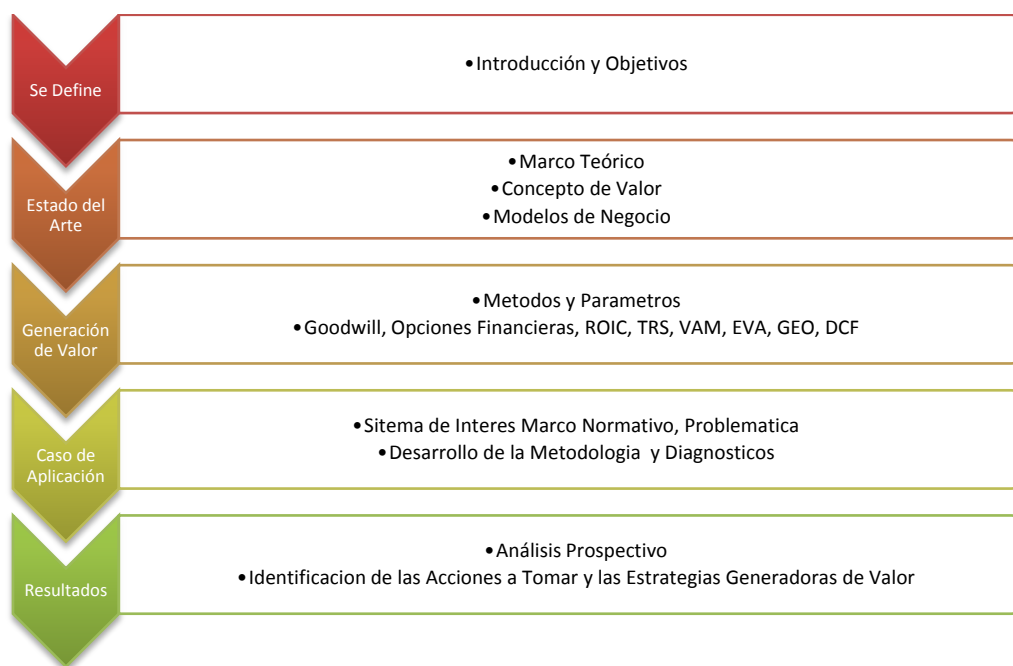 Se Define
•Introducción y Objetivos
Estado del
Arte
•Marco Teórico
•Concepto de Valor
•Modelos de Negocio
Generación
de Valor
•Metodos y Parametros
•Goodwill, Opciones Financieras, ROIC, TRS, VAM, EVA, GEO, DCF
Caso de
Aplicación
•Sitema de Interes Marco Normativo, Problematica
•Desarrollo de la Metodologia y Diagnosticos
Resultados
•Análisis Prospectivo
•Identificacion de las Acciones a Tomar y las Estrategias Generadoras de Valor